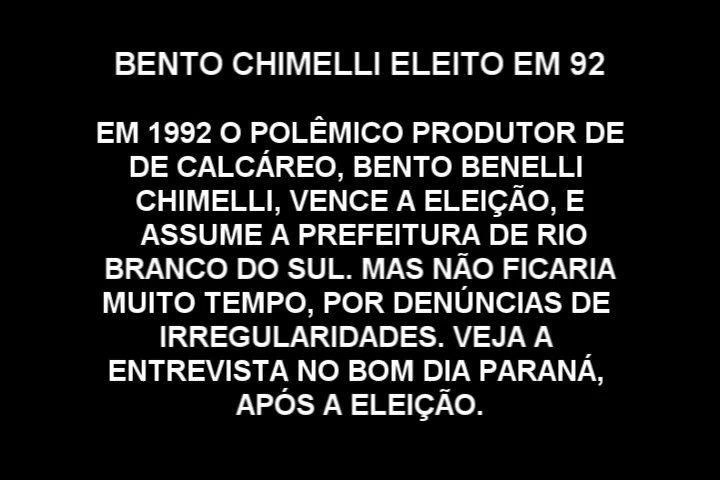 BENTO CHIMELLI ELEITO EM 92
EM 1992 O POLÊMICO PRODUTOR DE
DE CALCÁREO, BENTO BENELLI
CHIMELLI, VENCE A ELEIÇÃO, E
ASSUME A PREFEITURA DE RIO
BRANCO DO SUL. MAS NÃO FICARIA
MUITO TEMPO, POR DENÚNCIAS DE
IRREGULARIDADES. VEJA A
ENTREVISTA NO BOM DIA PARANÁ,
APÓS A ELEIÇÃO.